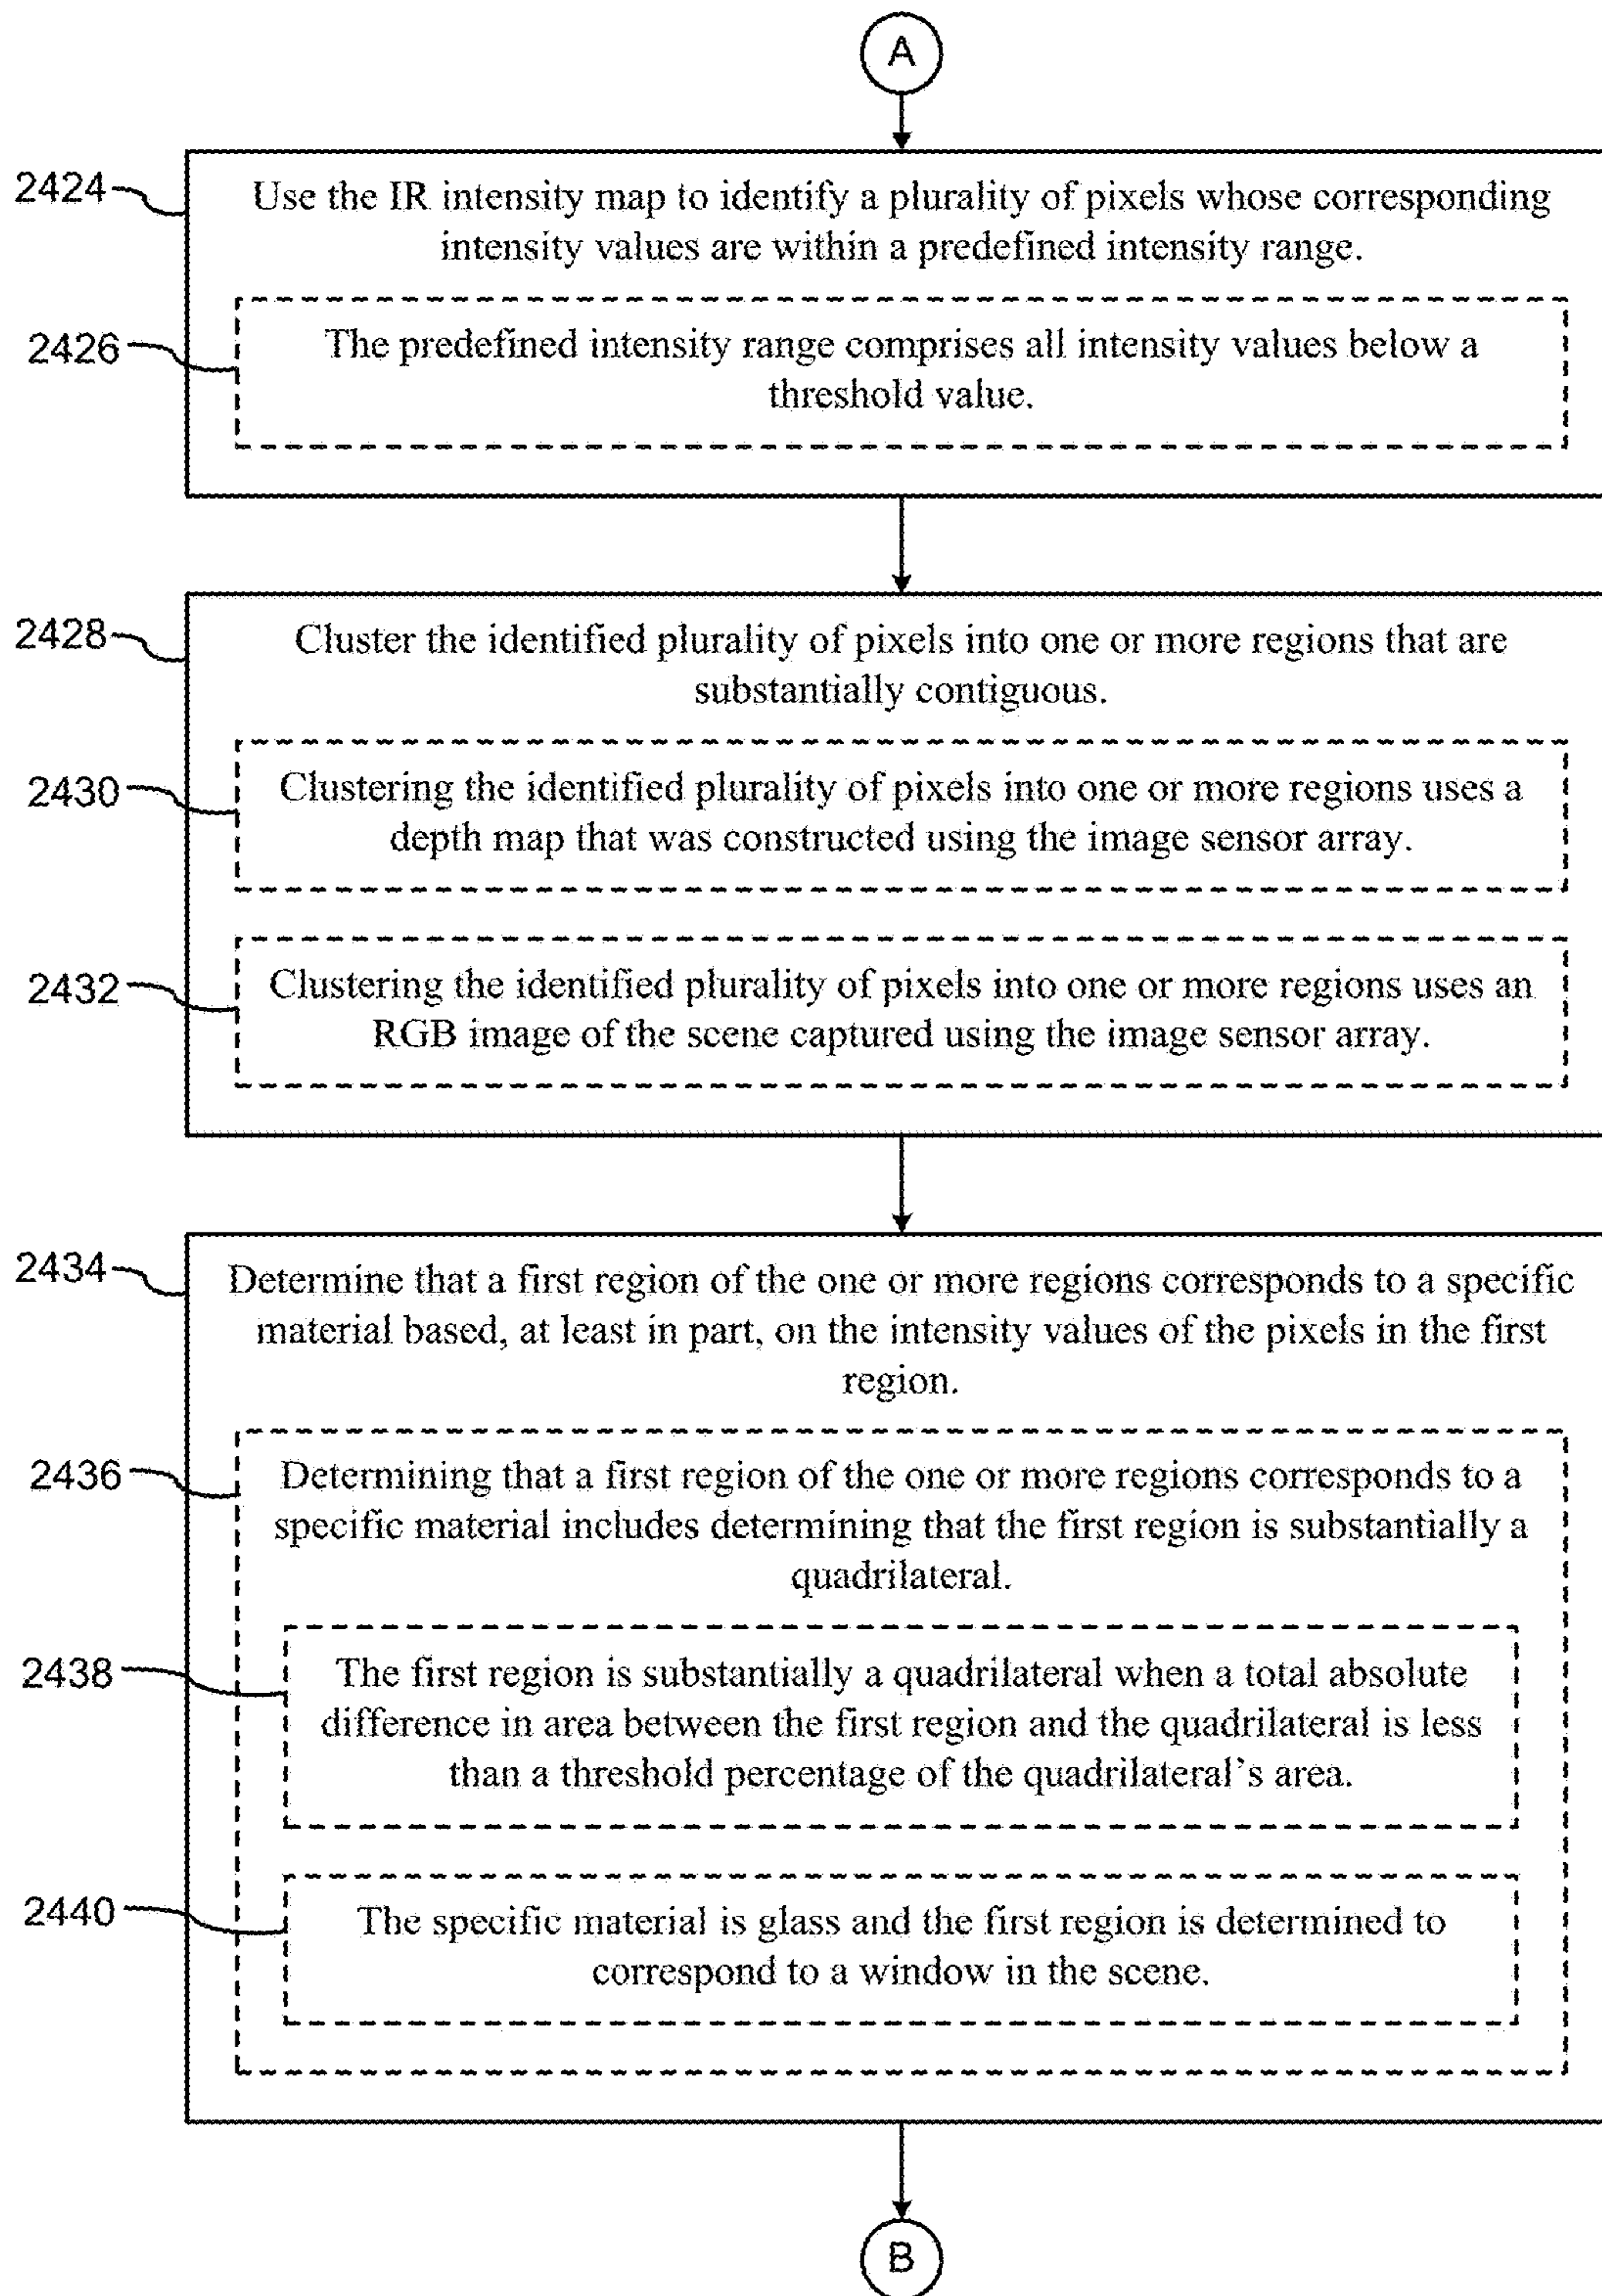 A
2424
Use the IR intensity map to identify a plurality of pixels whose corresponding
intensity values are within a predefined intensity range.
2426
The predefined intensity range comprises all intensity values below a
threshold value.
2428
Cluster the identified plurality of pixels into one or more regions that are
substantially contiguous.
2430
Clustering the identified plurality of pixels into one or more regions uses a
depth map that was constructed using the image sensor array.
2432
Clustering the identified plurality of pixels into one or more regions uses an
RGB image of the scene captured using the image sensor array.
2434
Determine that a first region of the one or more regions corresponds to a specific
material based, at least in part, on the intensity values of the pixels in the first
region.
2436
Determining that a first region of the one or more regions corresponds to a
specific material includes determining that the first region is substantially a
quadrilateral.
2438
The first region is substantially a quadrilateral when a total absolute
difference in area between the first region and the quadrilateral is less
than a threshold percentage of the quadrilateral's area.
2440
The specific material is glass and the first region is determined to
correspond to a window in the scene.
B